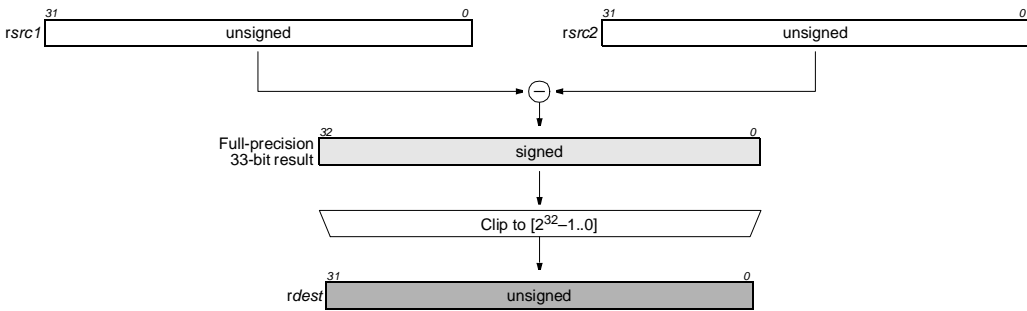 31 0 31 0
rsrc1 unsigned rsrc2 unsigned
–
32 0
Full-precision
33-bit result signed
Clip to [2³²–1..0]
31 0
rdest unsigned